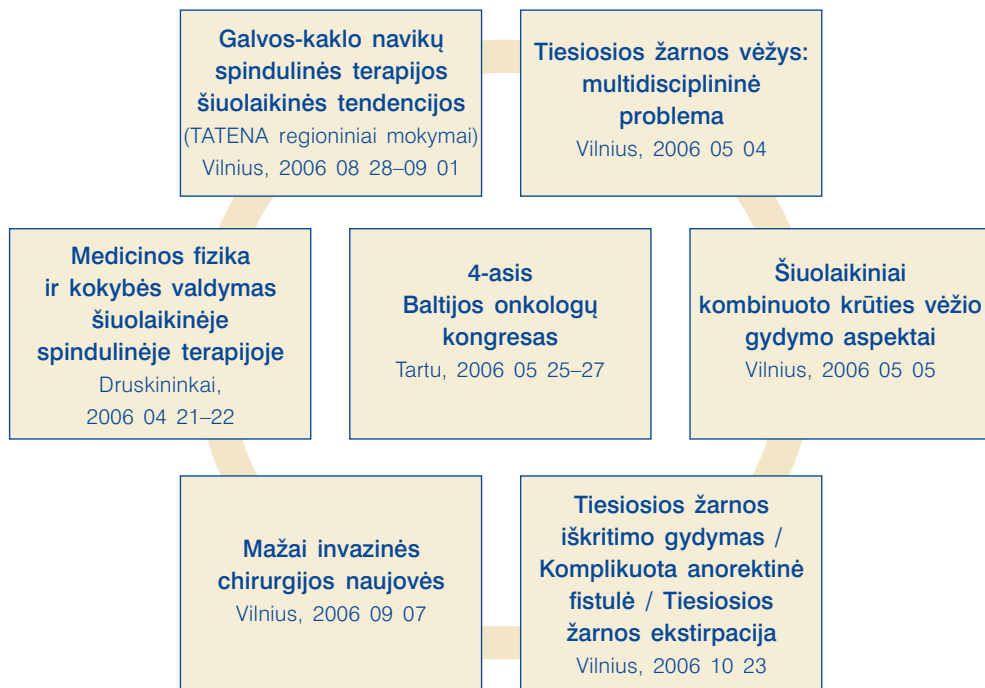 Galvos-kaklo navikų
spindulinės terapijos
šiuolaikinės tendencijos
(TATENA regioniniai mokymai)
Vilnius, 2006 08 28–09 01
Tiesiosios žarnos vėžys:
multidisciplininė
problema
Vilnius, 2006 05 04
Medicinos fizika
ir kokybės valdymas
šiuolaikinėje
spindulinėje terapijoje
Druskininkai,
2006 04 21–22
4-asis
Baltijos onkologų
kongresas
Tartu, 2006 05 25–27
Šiuolaikiniai
kombinuoto krūties vėžio
gydymo aspektai
Vilnius, 2006 05 05
Mažai invazinės
chirurgijos naujovės
Vilnius, 2006 09 07
Tiesiosios žarnos
iškritimo gydymas /
Komplikuota anorektinė
fistulė / Tiesiosios
žarnos ekstirpacija
Vilnius, 2006 10 23